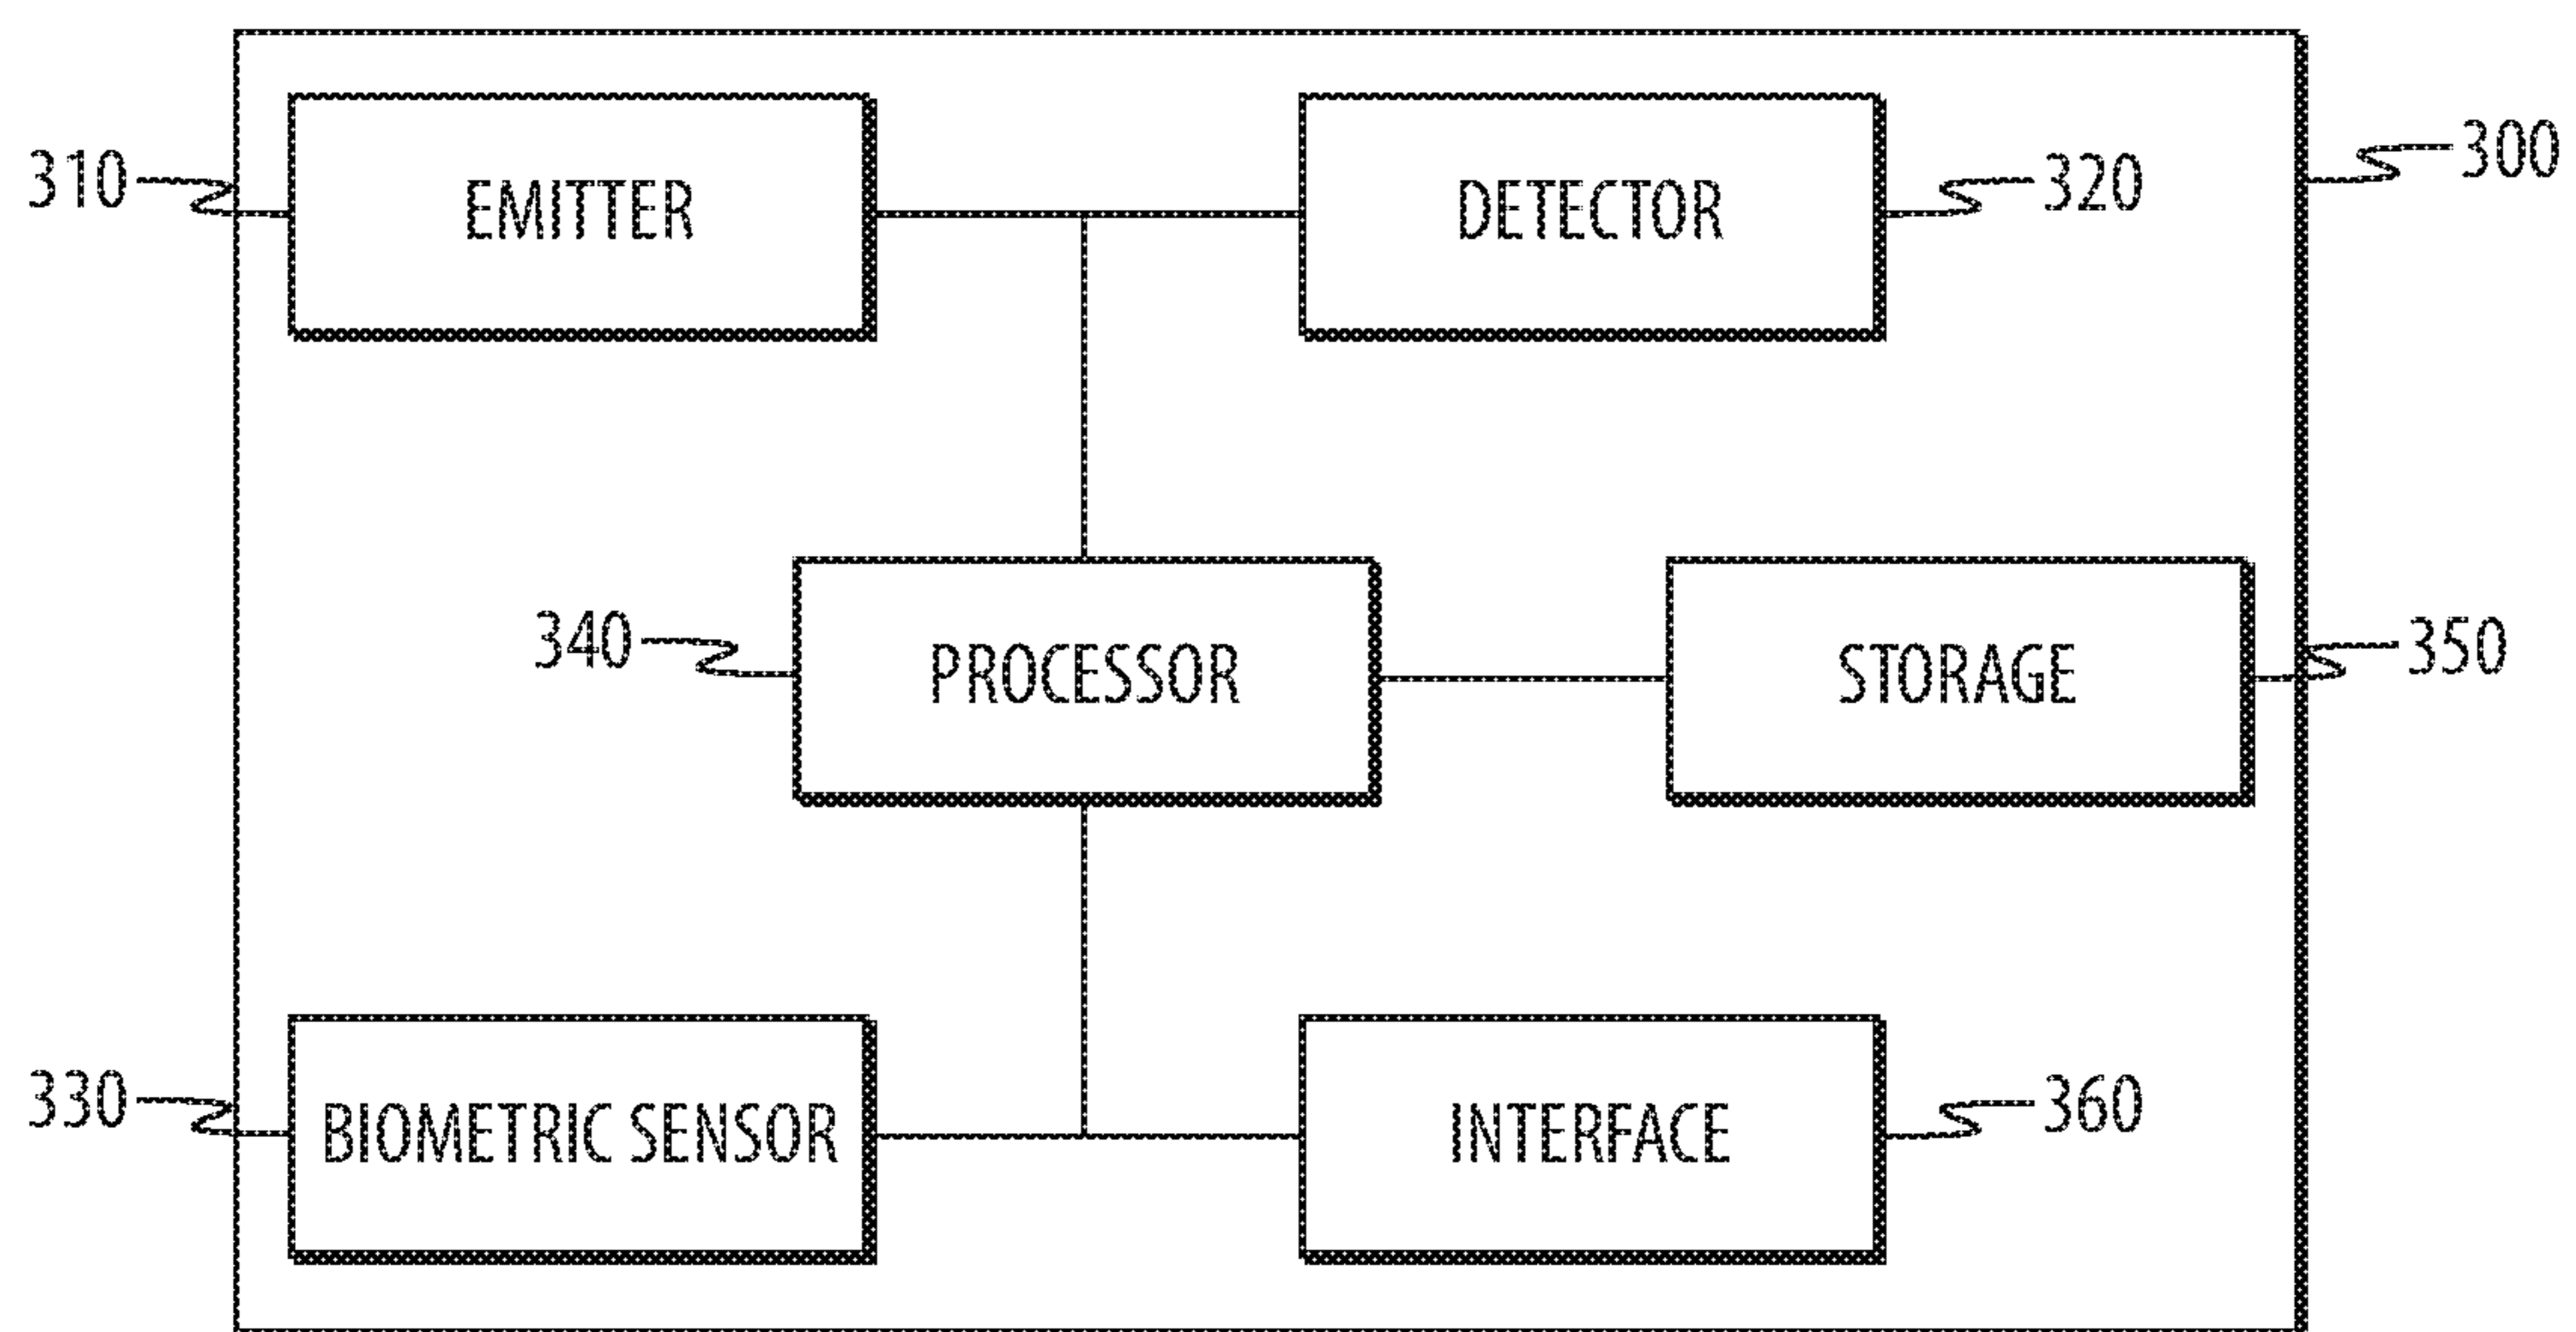 310
EMITTER
DETECTOR
320
300
340
PROCESSOR
STORAGE
350
330
BIOMETRIC SENSOR
INTERFACE
360